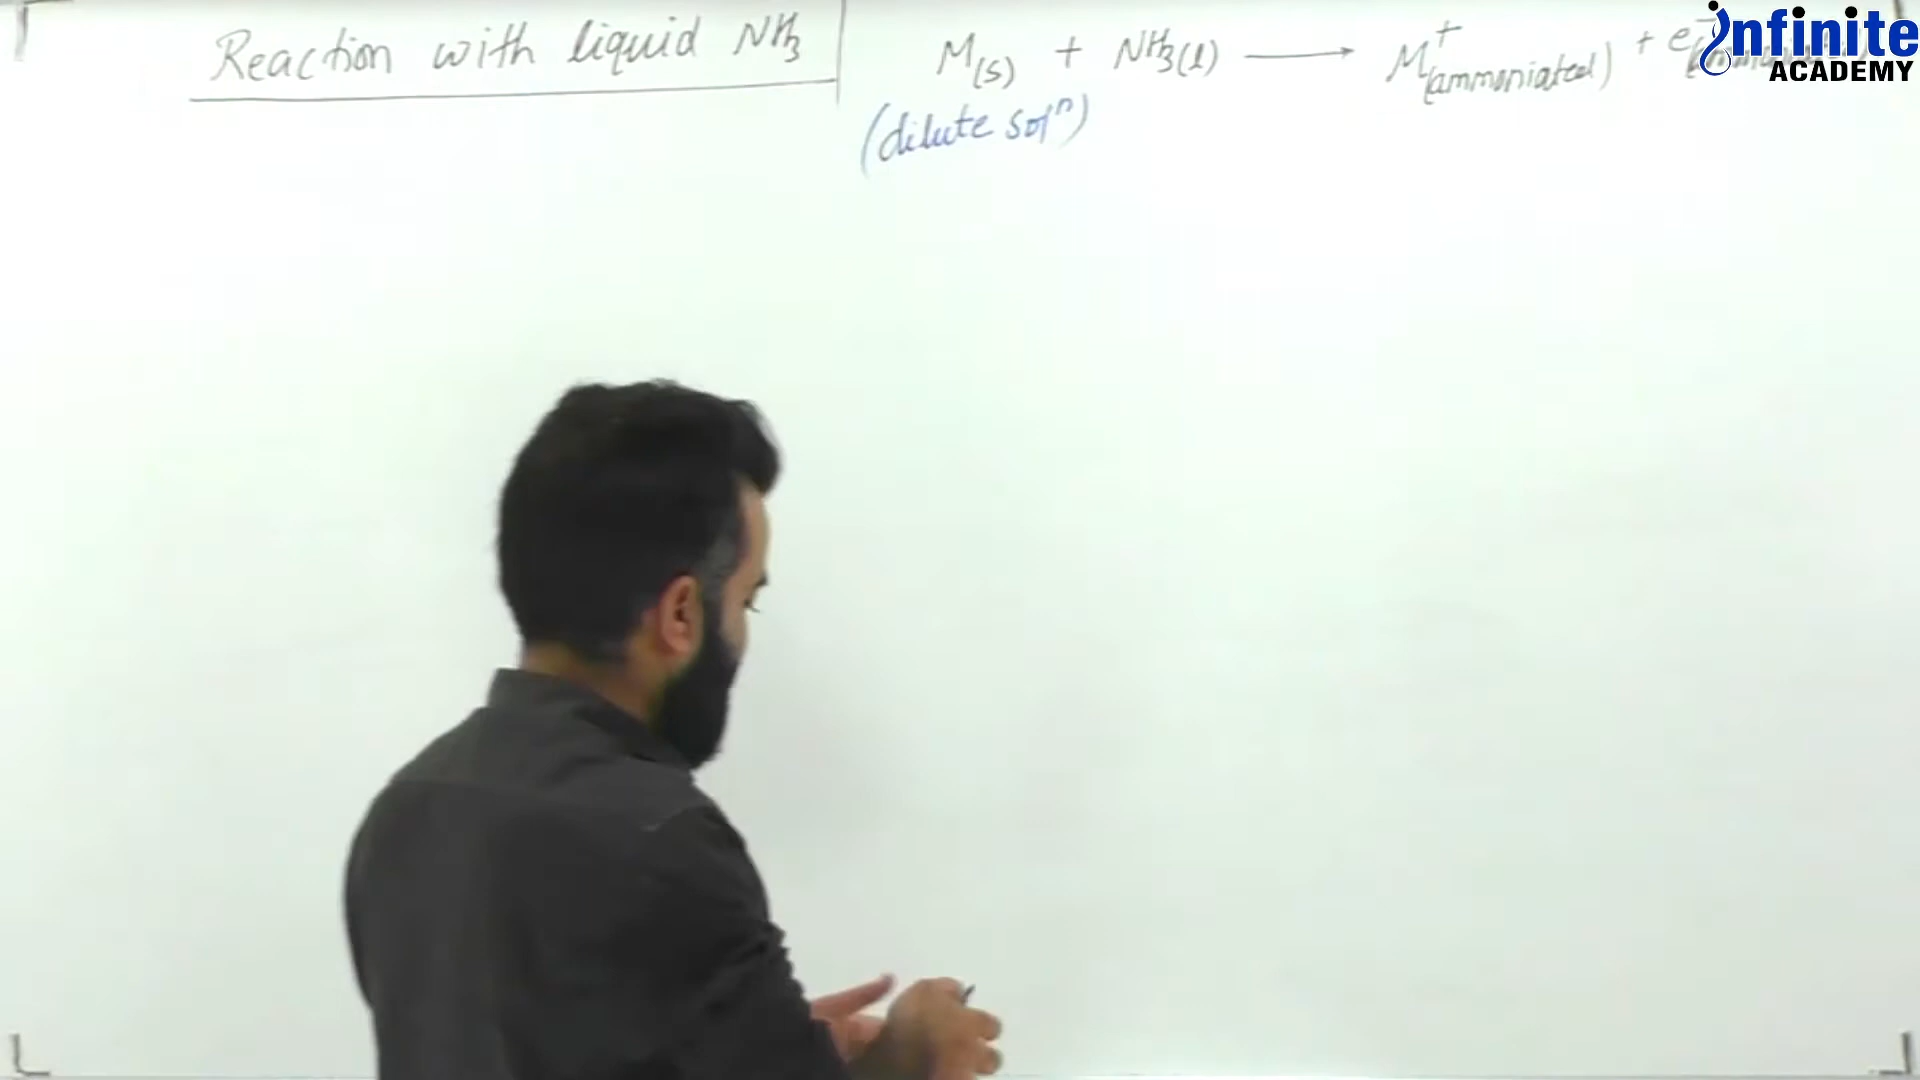 Reaction with liquid NH₃
M(s) + NH₃(l) ⟶ M⁺(ammoniated) + e⁻
(dilute solⁿ)
infinite
ACADEMY